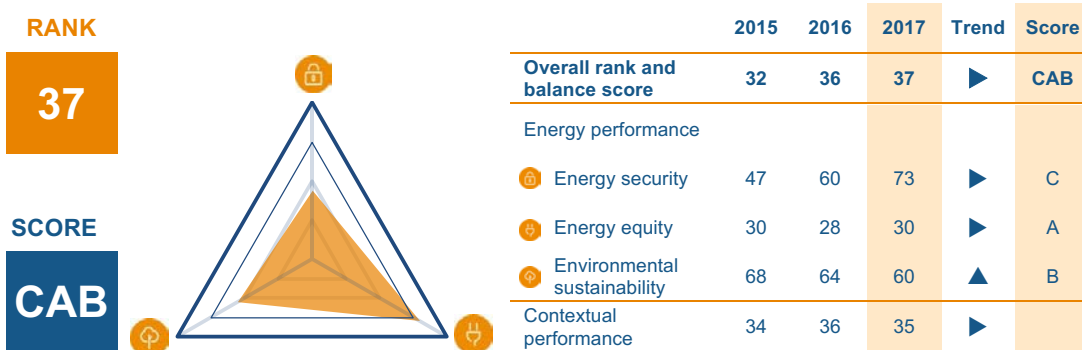 RANK
37
SCORE
CAB
2015 2016 2017 Trend Score
Overall rank and
balance score 32 36 37 CAB
Energy performance
Energy security 47 60 73 C
Energy equity 30 28 30 A
Environmental
sustainability 68 64 60 B
Contextual
performance 34 36 35